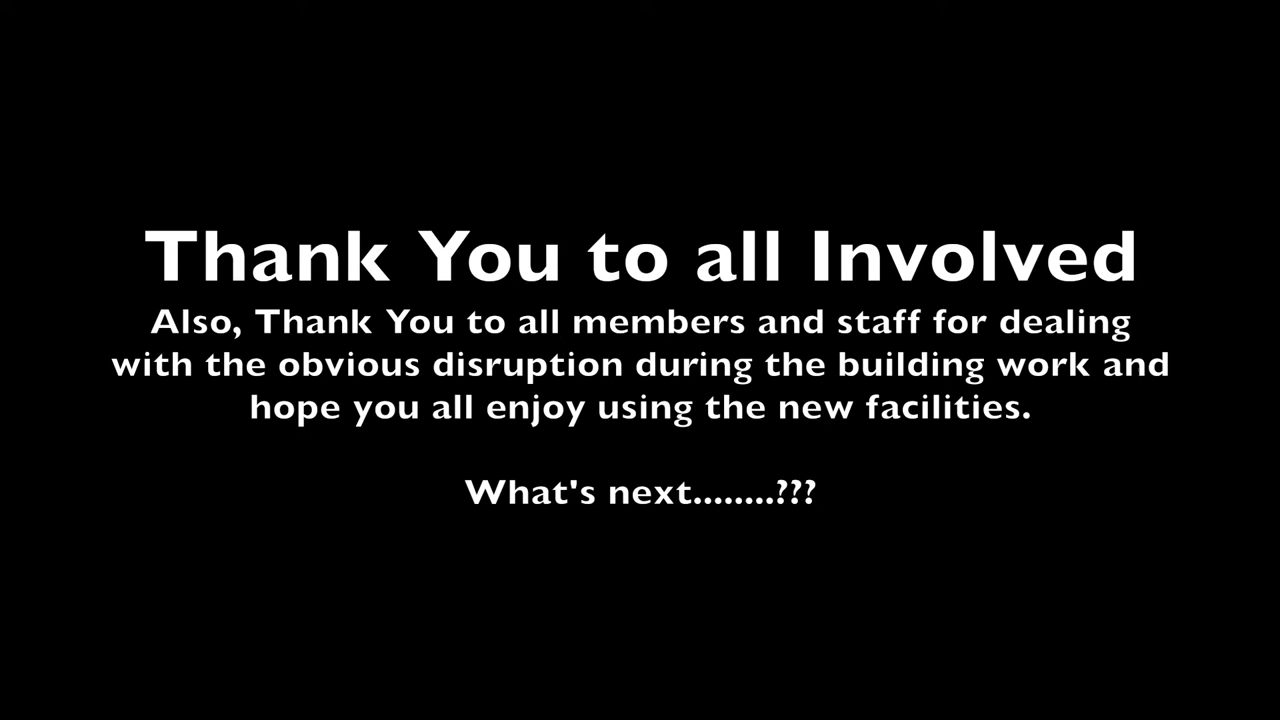 Thank You to all Involved
Also, Thank You to all members and staff for dealing
with the obvious disruption during the building work and
hope you all enjoy using the new facilities.
What's next........???